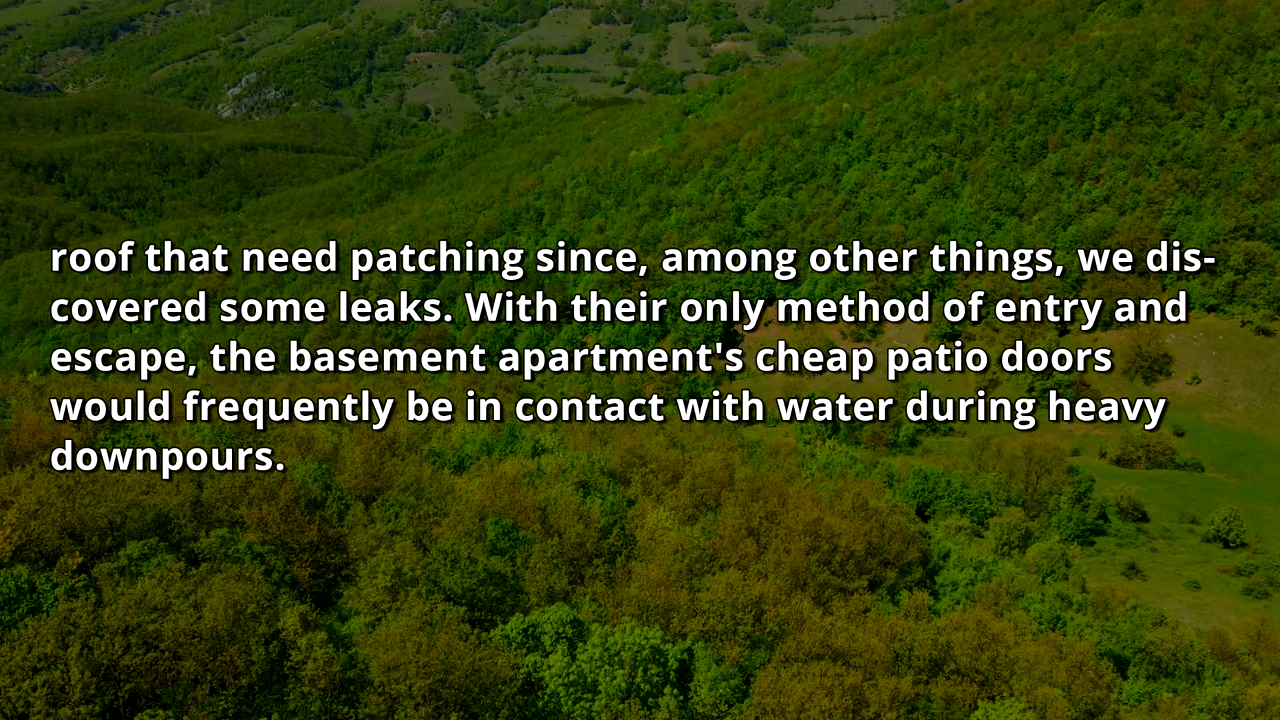 roof that need patching since, among other things, we dis-
covered some leaks. With their only method of entry and
escape, the basement apartment's cheap patio doors
would frequently be in contact with water during heavy
downpours.